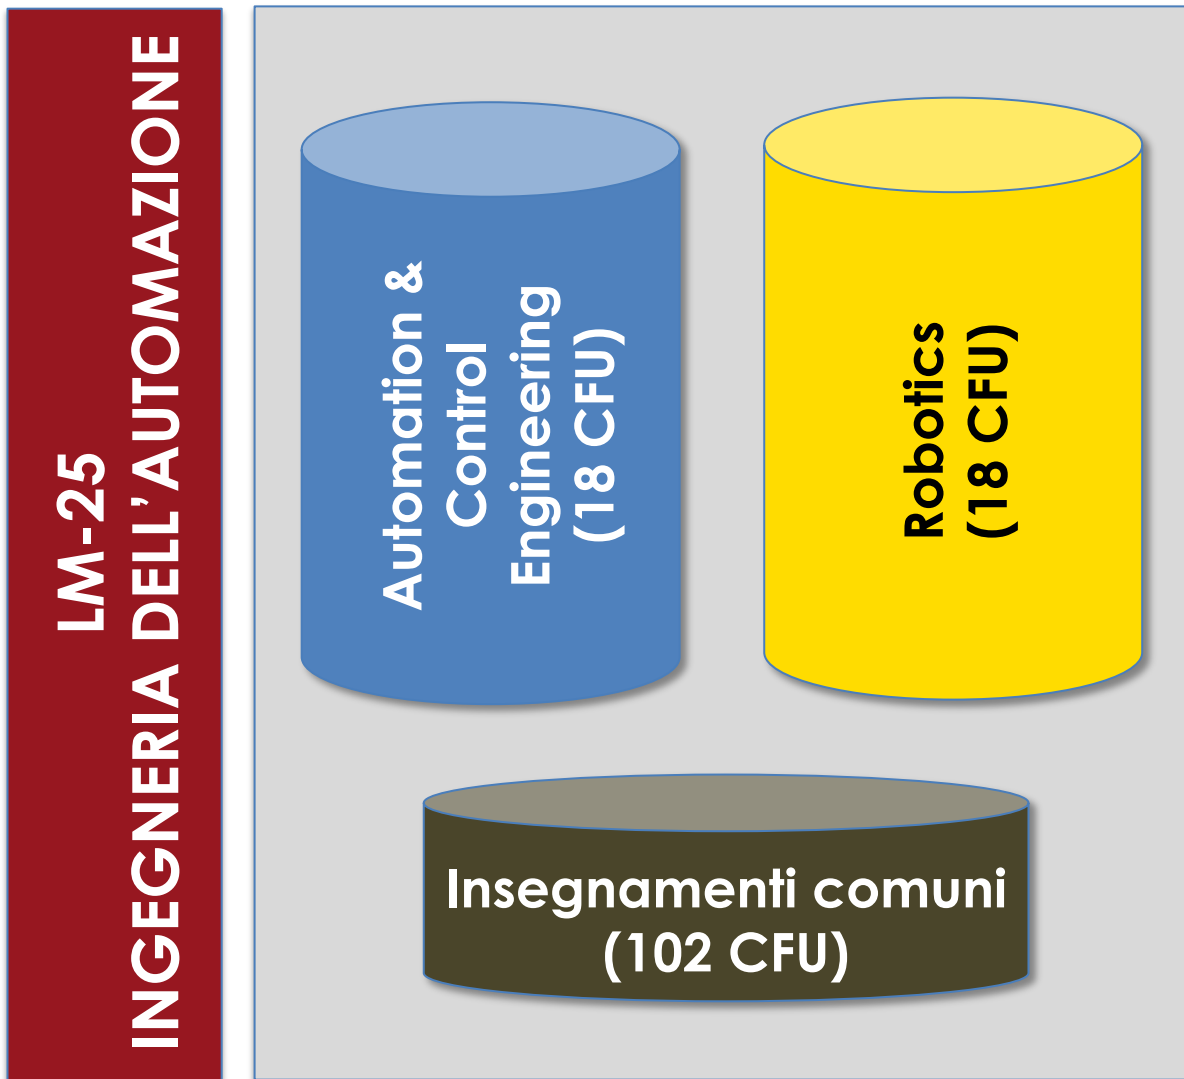 LM-25
INGEGNERIA DELL'AUTOMAZIONE
Automation &
Control
Engineering
(18 CFU)
Robotics
(18 CFU)
Insegnamenti comuni
(102 CFU)